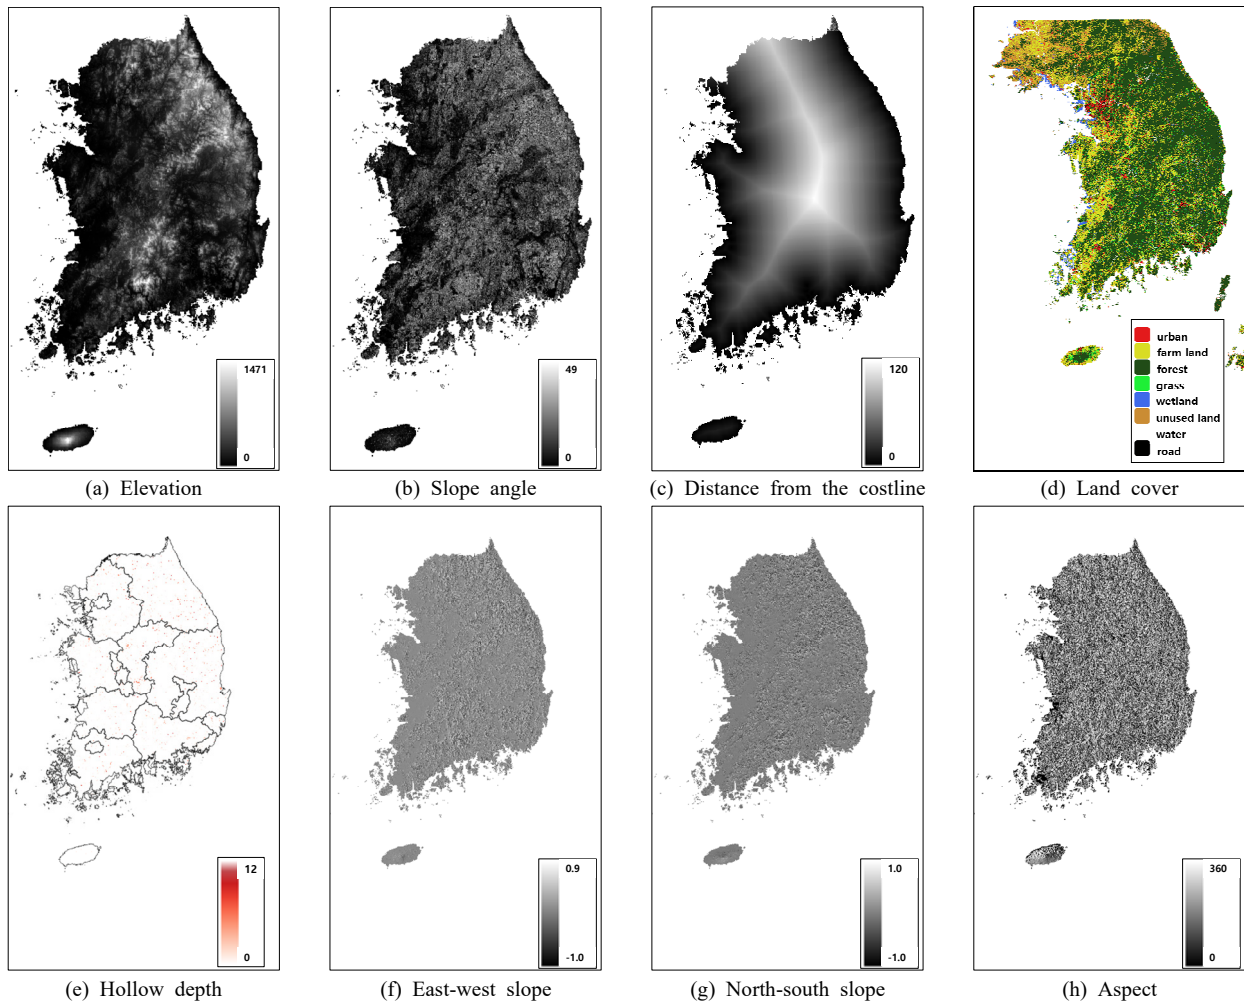 1471
0
49
0
120
0
urban
farm land
forest
grass
wetland
unused land
water
road
(a) Elevation
(b) Slope angle
(c) Distance from the costline
(d) Land cover
12
0
0.9
-1.0
1.0
-1.0
360
0
(e) Hollow depth
(f) East-west slope
(g) North-south slope
(h) Aspect